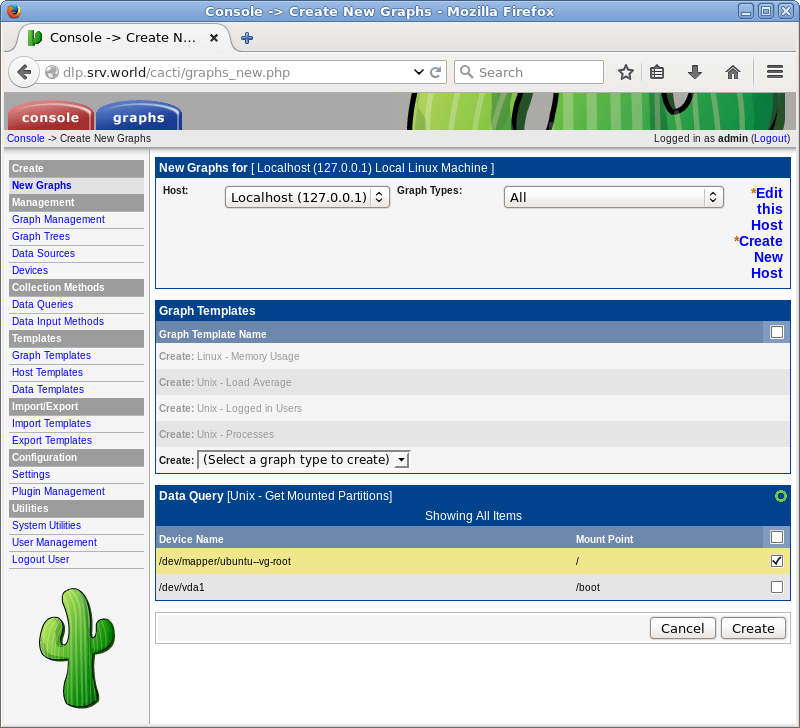 Console -> Create New Graphs - Mozilla Firefox
Console -> Create N...
dlp.srv.world/cacti/graphs_new.php
Search
console
graphs
Console -> Create New Graphs
Logged in as admin (Logout)
Create
New Graphs
Management
Graph Management
Graph Trees
Data Sources
Devices
Collection Methods
Data Queries
Data Input Methods
Templates
Graph Templates
Host Templates
Data Templates
Import/Export
Import Templates
Export Templates
Configuration
Settings
Plugin Management
Utilities
System Utilities
User Management
Logout User
New Graphs for [ Localhost (127.0.0.1) Local Linux Machine ]
Host: Localhost (127.0.0.1) Graph Types: All
*Edit
this
Host
*Create
New
Host
Graph Templates
Graph Template Name
Create: Linux - Memory Usage
Create: Unix - Load Average
Create: Unix - Logged in Users
Create: Unix - Processes
Create: (Select a graph type to create)
Data Query [Unix - Get Mounted Partitions]
Showing All Items
Device Name Mount Point
/dev/mapper/ubuntu--vg-root /
/dev/vda1 /boot
Cancel Create